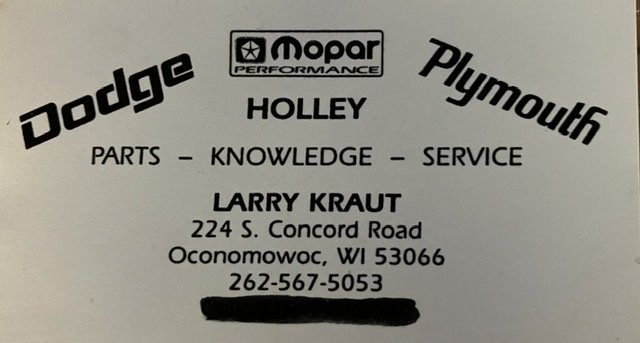 Dodge
Mopar
PERFORMANCE
Plymouth
HOLLEY
PARTS – KNOWLEDGE – SERVICE
LARRY KRAUT
224 S. Concord Road
Oconomowoc, WI 53066
262-567-5053